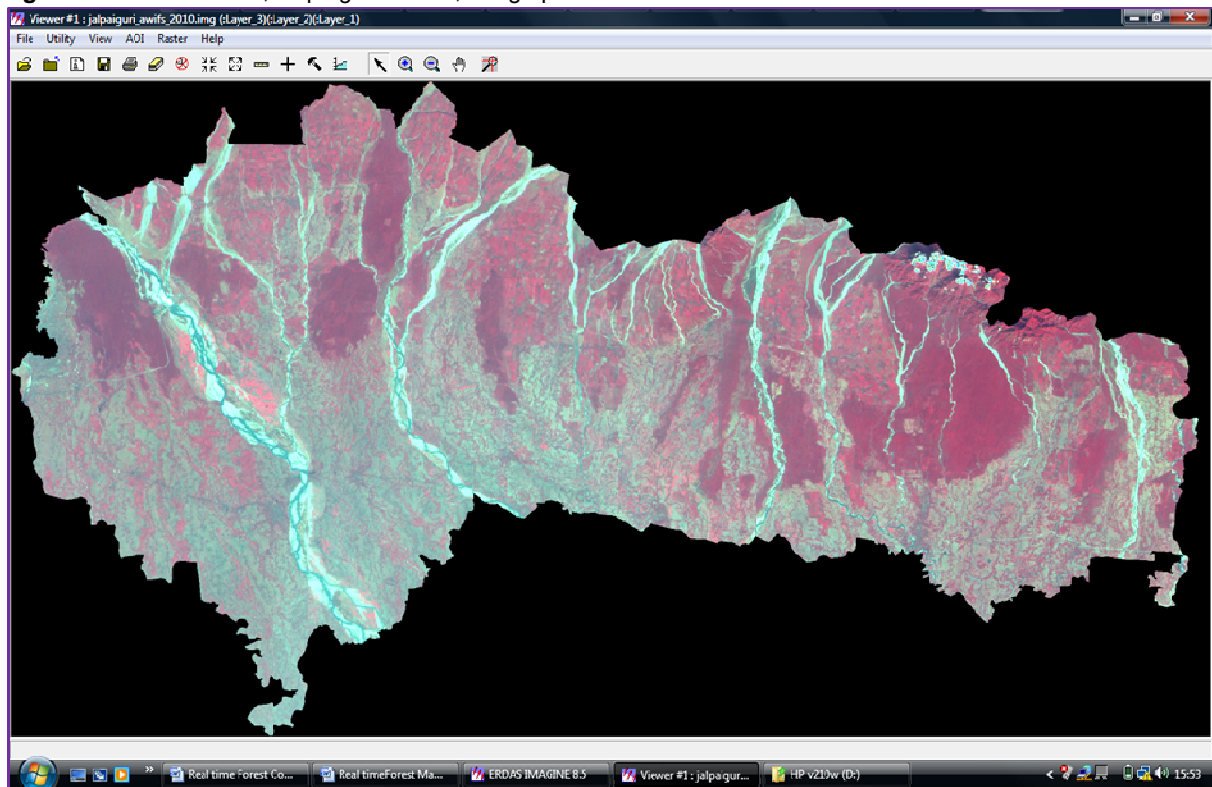 Viewer #1 : jalpaiguri_awifs_2010.img (:Layer_3)(:Layer_2)(:Layer_1)
File Utility View AOI Raster Help
Real time Forest Co...
Real timeForest Ma...
ERDAS IMAGINE 8.5
Viewer #1 : jalpaigur...
HP v219w (D:)
15:53